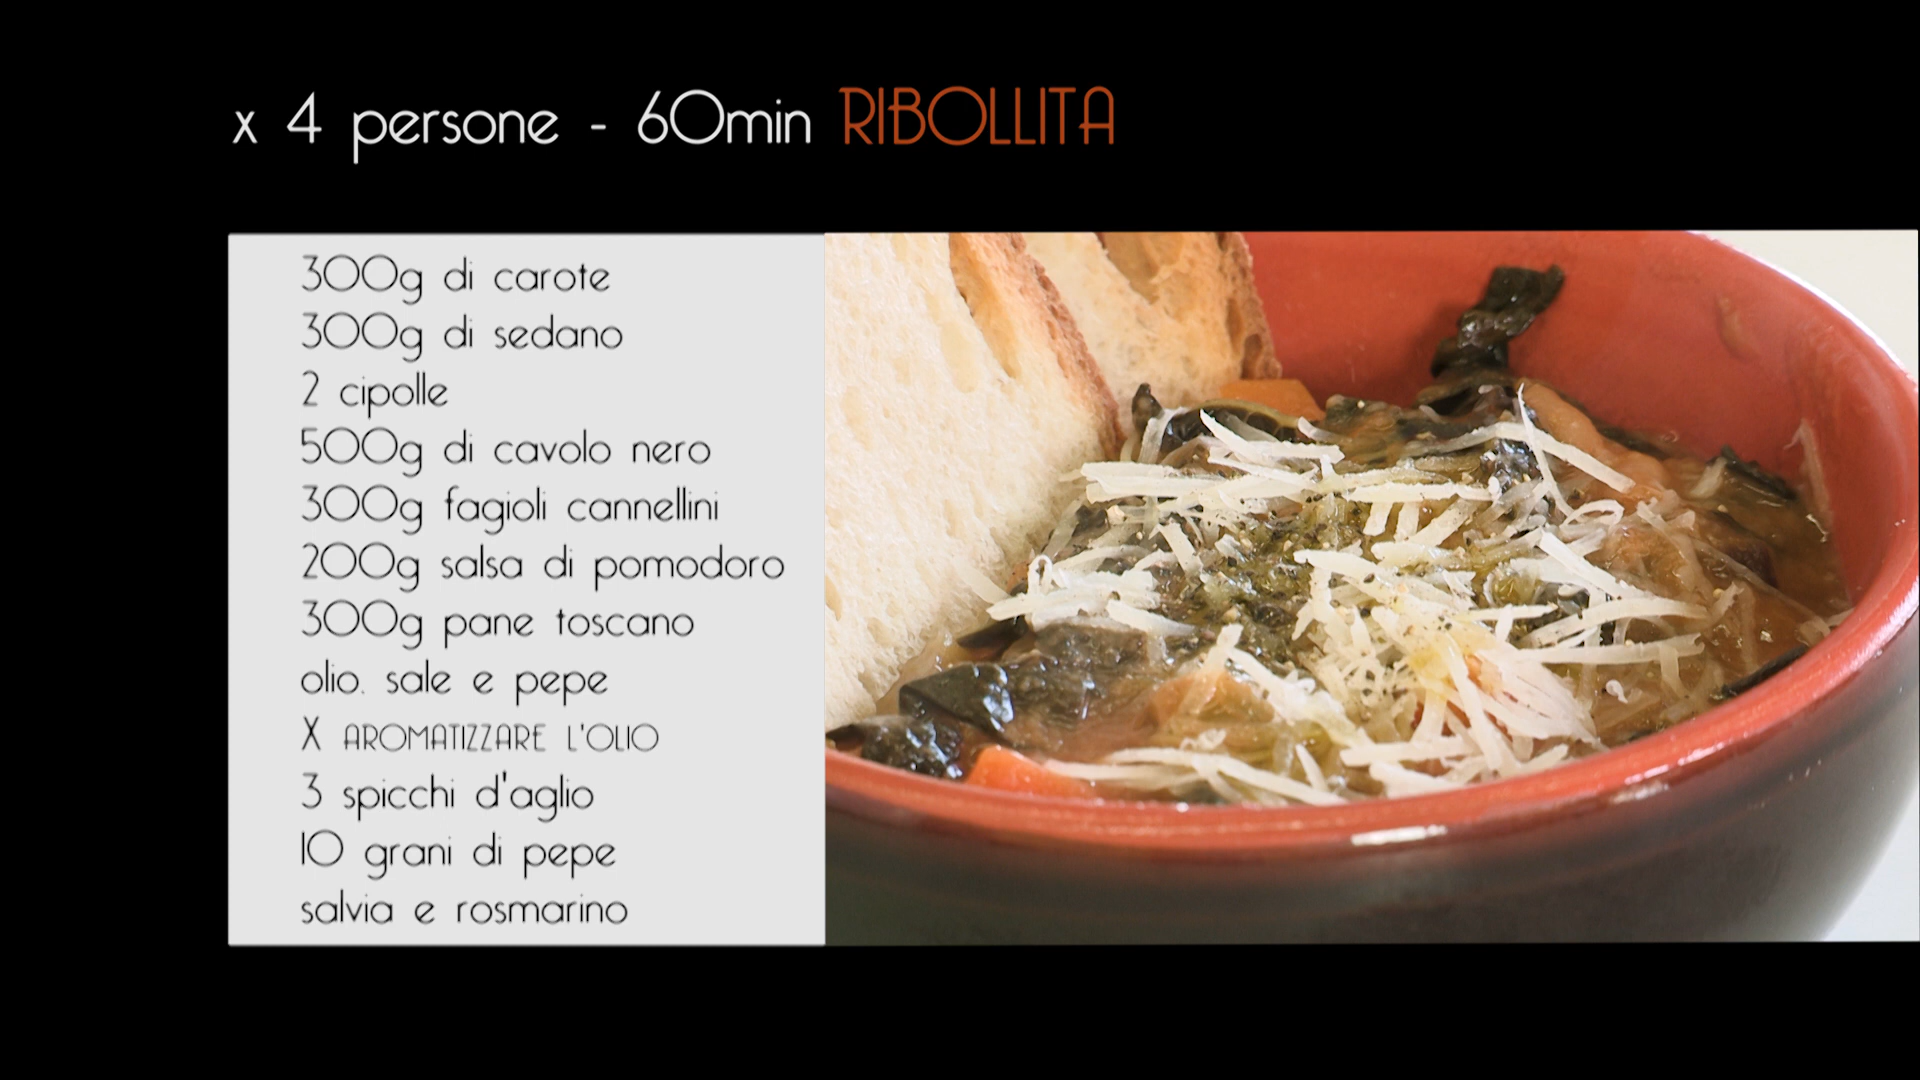 x 4 persone - 60min RIBOLLITA
300g di carote
300g di sedano
2 cipolle
500g di cavolo nero
300g fagioli cannellini
200g salsa di pomodoro
300g pane toscano
olio. sale e pepe
X AROMATIZZARE L'OLIO
3 spicchi d'aglio
10 grani di pepe
salvia e rosmarino